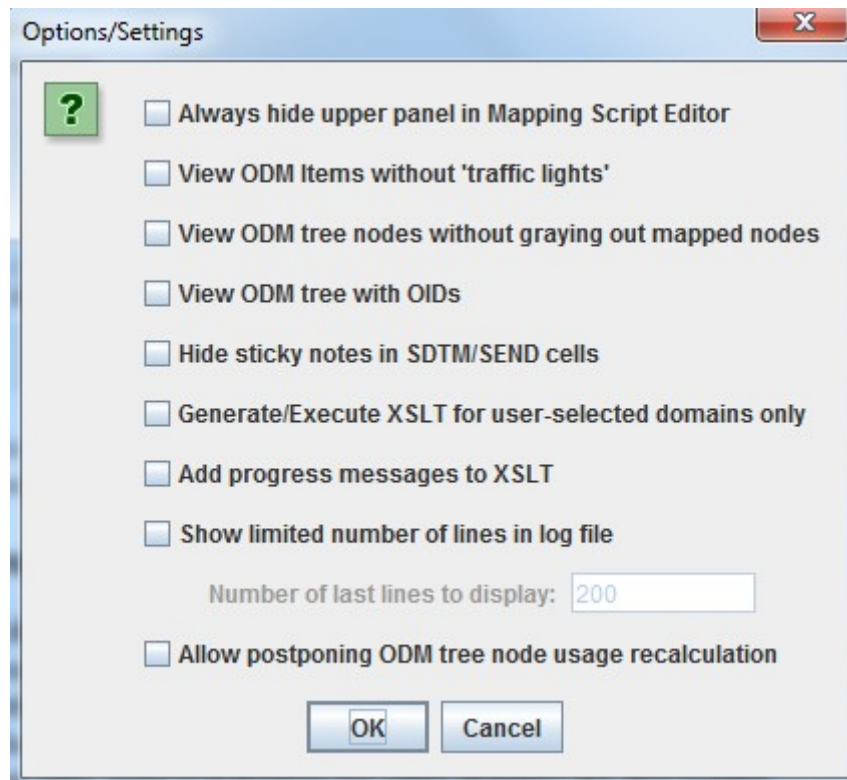 Options/Settings
?
Always hide upper panel in Mapping Script Editor
View ODM Items without 'traffic lights'
View ODM tree nodes without graying out mapped nodes
View ODM tree with OIDs
Hide sticky notes in SDTM/SEND cells
Generate/Execute XSLT for user-selected domains only
Add progress messages to XSLT
Show limited number of lines in log file
Number of last lines to display: 200
Allow postponing ODM tree node usage recalculation
OK Cancel